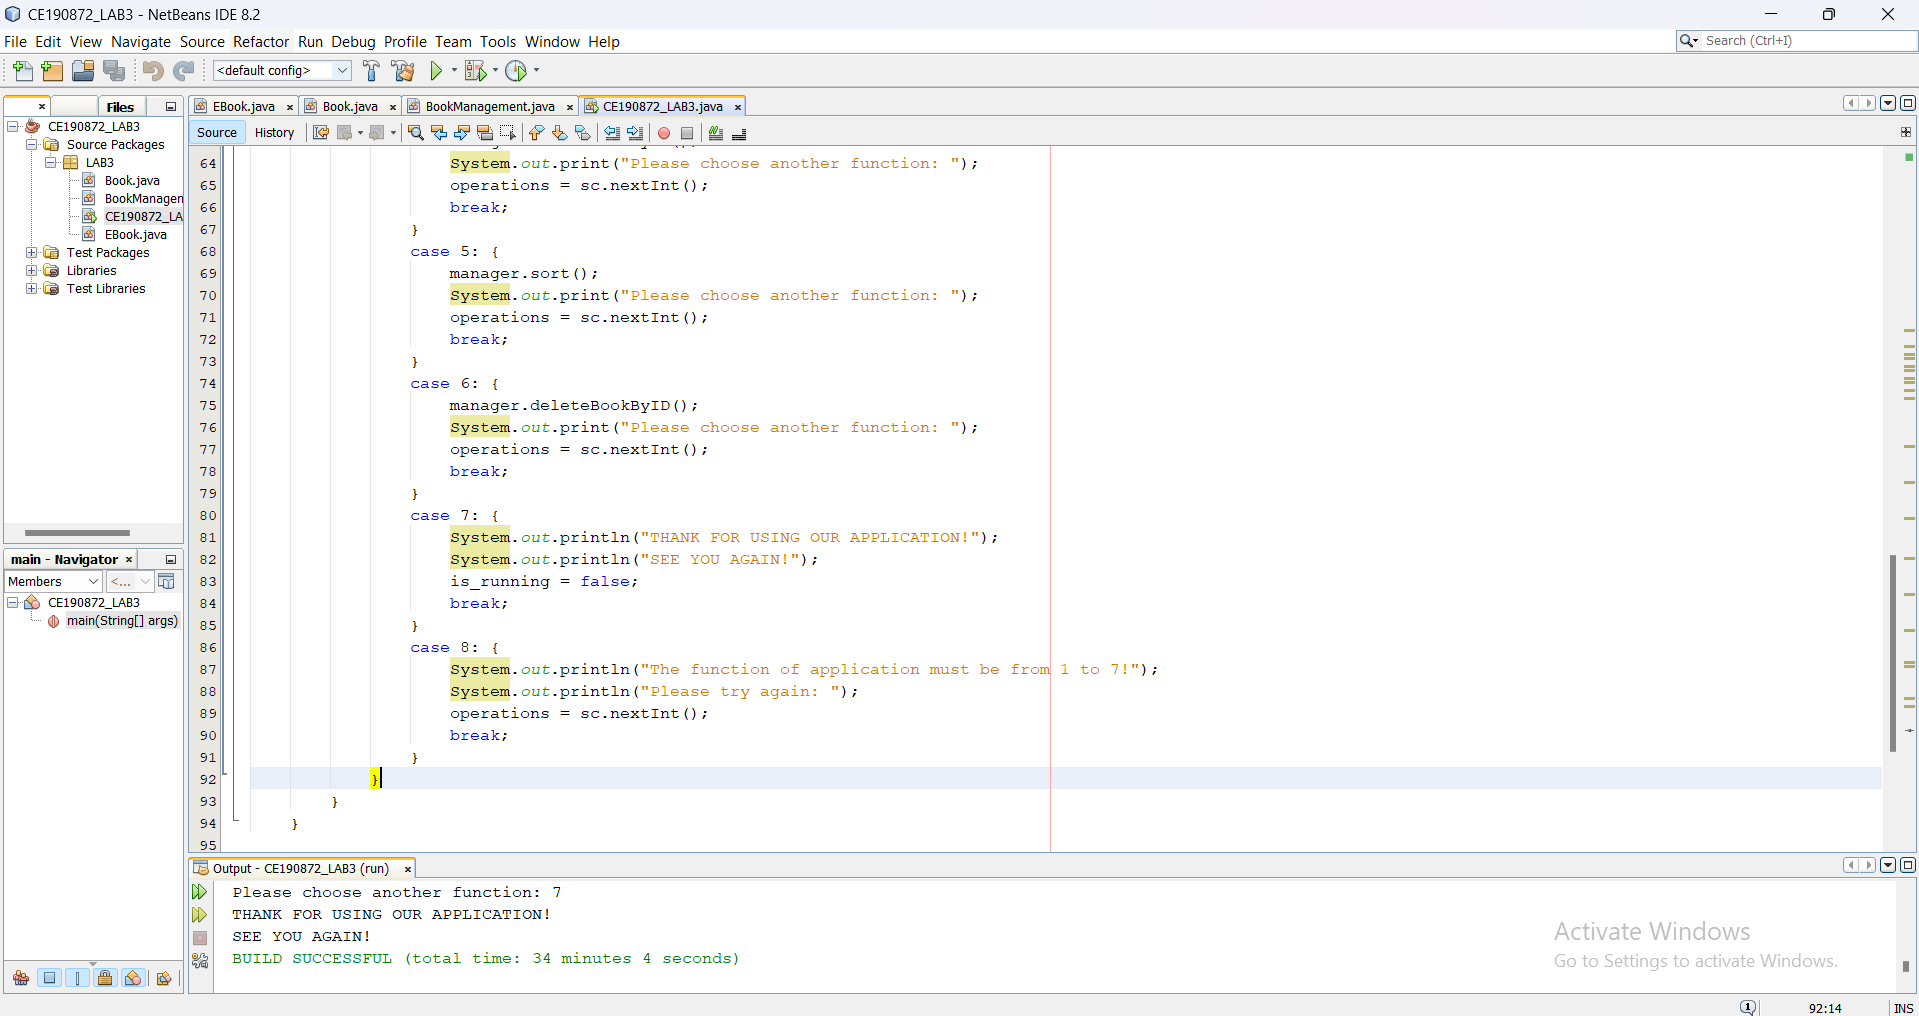 CE190872_LAB3 - NetBeans IDE 8.2
File Edit View Navigate Source Refactor Run Debug Profile Team Tools Window Help
Search (Ctrl+I)
<default config>
Files
EBook.java
Book.java
BookManagement.java
CE190872_LAB3.java
Source History
CE190872_LAB3
Source Packages
LAB3
Book.java
BookManagen
CE190872_LA
EBook.java
Test Packages
Libraries
Test Libraries
main - Navigator
Members <...
CE190872_LAB3
main(String[] args)
64 System.out.print("Please choose another function: ");
65 operations = sc.nextInt();
66 break;
67 }
68 case 5: {
69 manager.sort();
70 System.out.print("Please choose another function: ");
71 operations = sc.nextInt();
72 break;
73 }
74 case 6: {
75 manager.deleteBookByID();
76 System.out.print("Please choose another function: ");
77 operations = sc.nextInt();
78 break;
79 }
80 case 7: {
81 System.out.println("THANK FOR USING OUR APPLICATION!");
82 System.out.println("SEE YOU AGAIN!");
83 is_running = false;
84 break;
85 }
86 case 8: {
87 System.out.println("The function of application must be from 1 to 7!");
88 System.out.println("Please try again: ");
89 operations = sc.nextInt();
90 break;
91 }
92 }
93 }
94 }
95
Output - CE190872_LAB3 (run)
Please choose another function: 7
THANK FOR USING OUR APPLICATION!
SEE YOU AGAIN!
BUILD SUCCESSFUL (total time: 34 minutes 4 seconds)
Activate Windows
Go to Settings to activate Windows.
1 92:14 INS